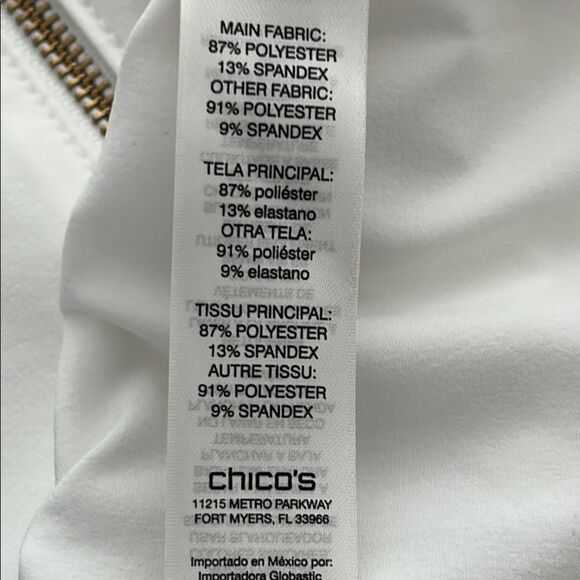 MAIN FABRIC:
87% POLYESTER
13% SPANDEX
OTHER FABRIC:
91% POLYESTER
9% SPANDEX
TELA PRINCIPAL:
87% poliéster
13% elastano
OTRA TELA:
91% poliéster
9% elastano
TISSU PRINCIPAL:
87% POLYESTER
13% SPANDEX
AUTRE TISSU:
91% POLYESTER
9% SPANDEX
chico's
11215 METRO PARKWAY
FORT MYERS, FL 33966
Importado en México por:
Importadora Globastic